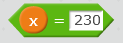 x = 230